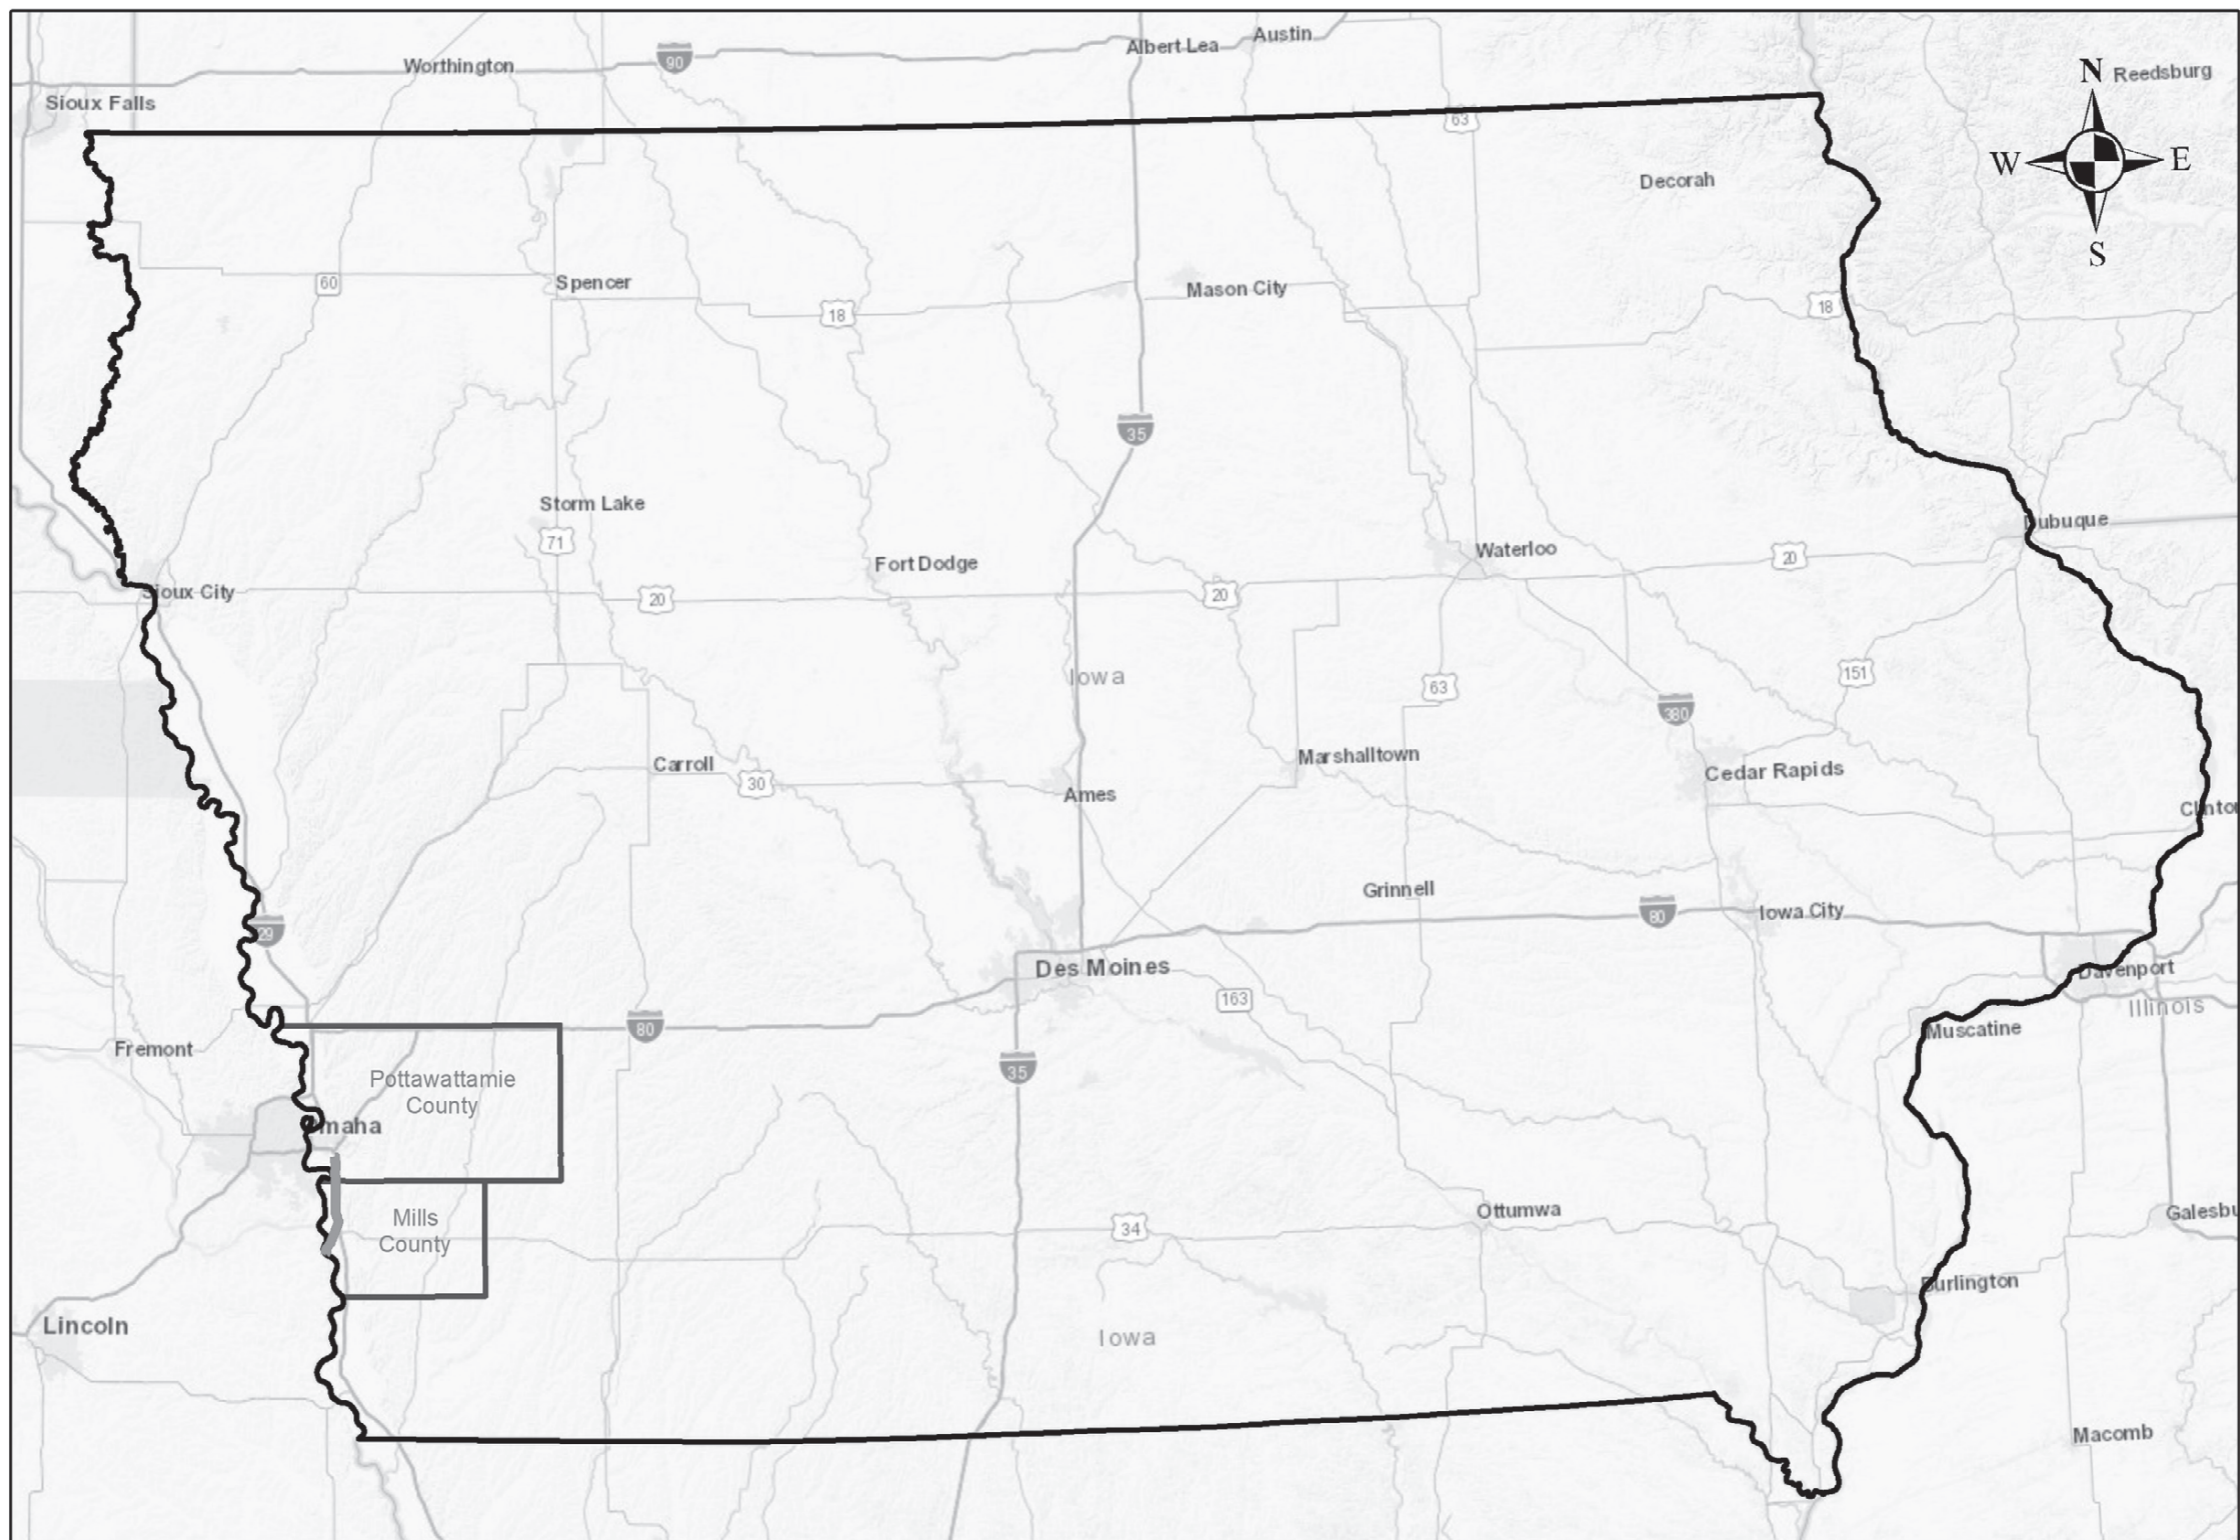 Worthington
90
Albert Lea
Austin
N
Reedsburg
Sioux Falls
63
W
E
Decorah
S
60
Spencer
18
Mason City
18
35
Storm Lake
71
Fort Dodge
Waterloo
20
Dubuque
Sioux City
20
20
Iowa
63
151
380
Carroll
30
Marshalltown
Cedar Rapids
Ames
Clinton
29
Grinnell
80
Iowa City
Des Moines
163
Davenport
Illinois
80
Muscatine
Fremont
35
Pottawattamie
County
Omaha
Mills
County
34
Ottumwa
Galesbu
Burlington
Lincoln
Iowa
Macomb